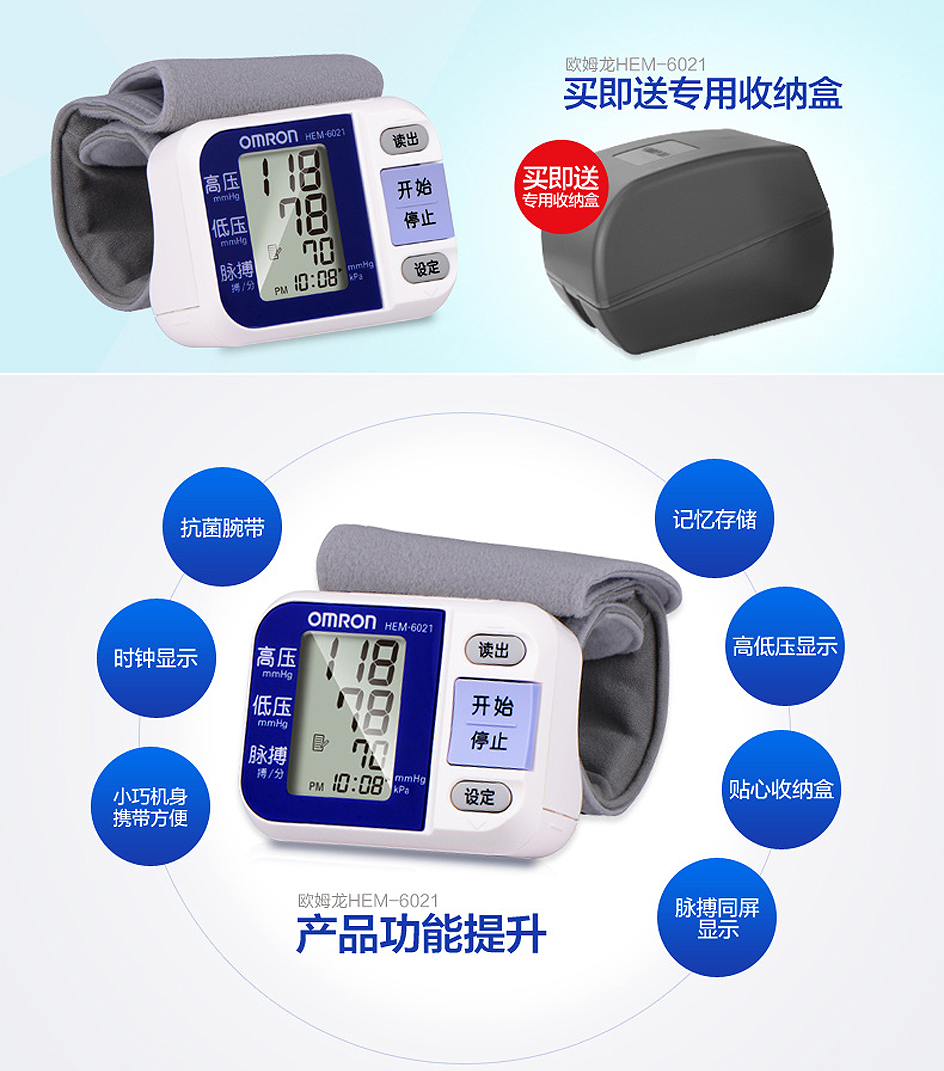 欧姆龙HEM-6021
买即送专用收纳盒
买即送
专用收纳盒
OMRON HEM-6021
高压
mmHg
118
低压
mmHg
78
脉搏
搏/分
70
PM 10:08
mmHg
kPa
读出
开始
停止
设定
抗菌腕带
时钟显示
小巧机身
携带方便
记忆存储
高低压显示
贴心收纳盒
脉搏同屏
显示
OMRON HEM-6021
高压
mmHg
118
低压
mmHg
78
脉搏
搏/分
70
PM 10:08
mmHg
kPa
读出
开始
停止
设定
欧姆龙HEM-6021
产品功能提升